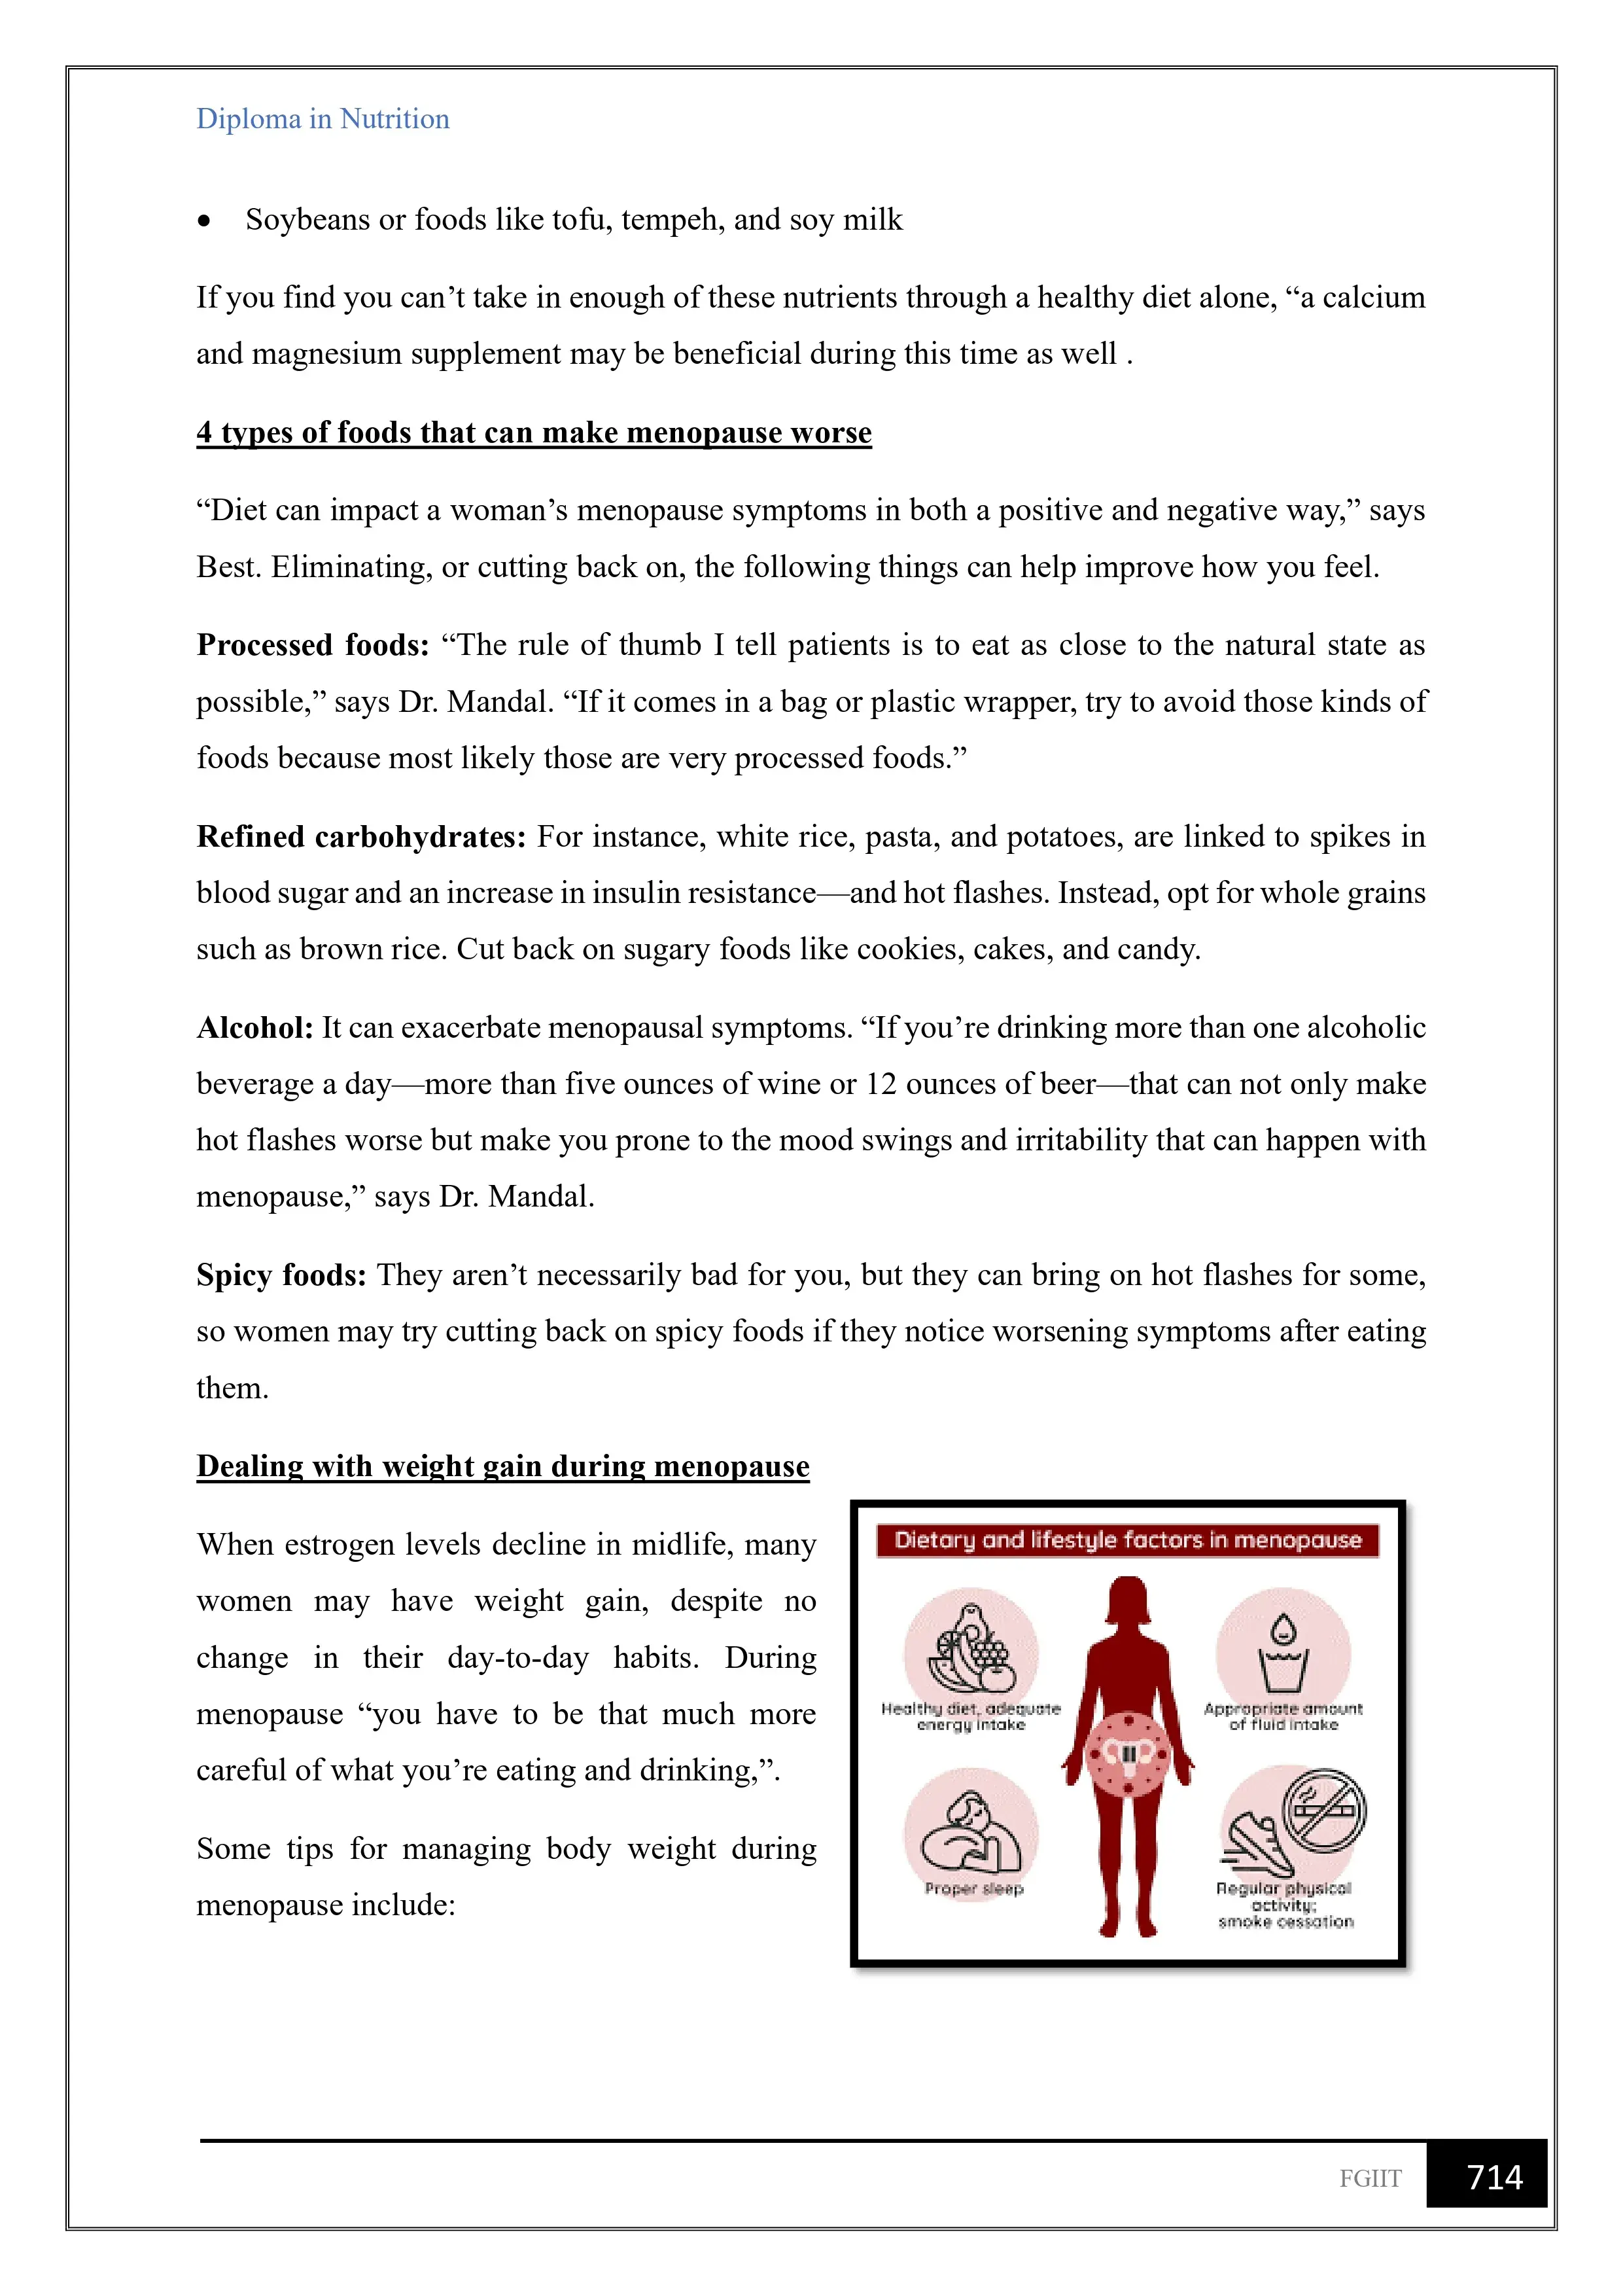 Diploma in Nutrition
• Soybeans or foods like tofu, tempeh, and soy milk
If you find you can’t take in enough of these nutrients through a healthy diet alone, “a calcium
and magnesium supplement may be beneficial during this time as well .
4 types of foods that can make menopause worse
“Diet can impact a woman’s menopause symptoms in both a positive and negative way,” says
Best. Eliminating, or cutting back on, the following things can help improve how you feel.
Processed foods: “The rule of thumb I tell patients is to eat as close to the natural state as
possible,” says Dr. Mandal. “If it comes in a bag or plastic wrapper, try to avoid those kinds of
foods because most likely those are very processed foods.”
Refined carbohydrates: For instance, white rice, pasta, and potatoes, are linked to spikes in
blood sugar and an increase in insulin resistance—and hot flashes. Instead, opt for whole grains
such as brown rice. Cut back on sugary foods like cookies, cakes, and candy.
Alcohol: It can exacerbate menopausal symptoms. “If you’re drinking more than one alcoholic
beverage a day—more than five ounces of wine or 12 ounces of beer—that can not only make
hot flashes worse but make you prone to the mood swings and irritability that can happen with
menopause,” says Dr. Mandal.
Spicy foods: They aren’t necessarily bad for you, but they can bring on hot flashes for some,
so women may try cutting back on spicy foods if they notice worsening symptoms after eating
them.
Dealing with weight gain during menopause
When estrogen levels decline in midlife, many
women may have weight gain, despite no
change in their day-to-day habits. During
menopause “you have to be that much more
careful of what you’re eating and drinking,”.
Some tips for managing body weight during
menopause include:
Dietary and lifestyle factors in menopause
Healthy diet, adequate
energy intake
Appropriate amount
of fluid intake
Proper sleep
Regular physical
activity;
smoke cessation
FGIIT
714